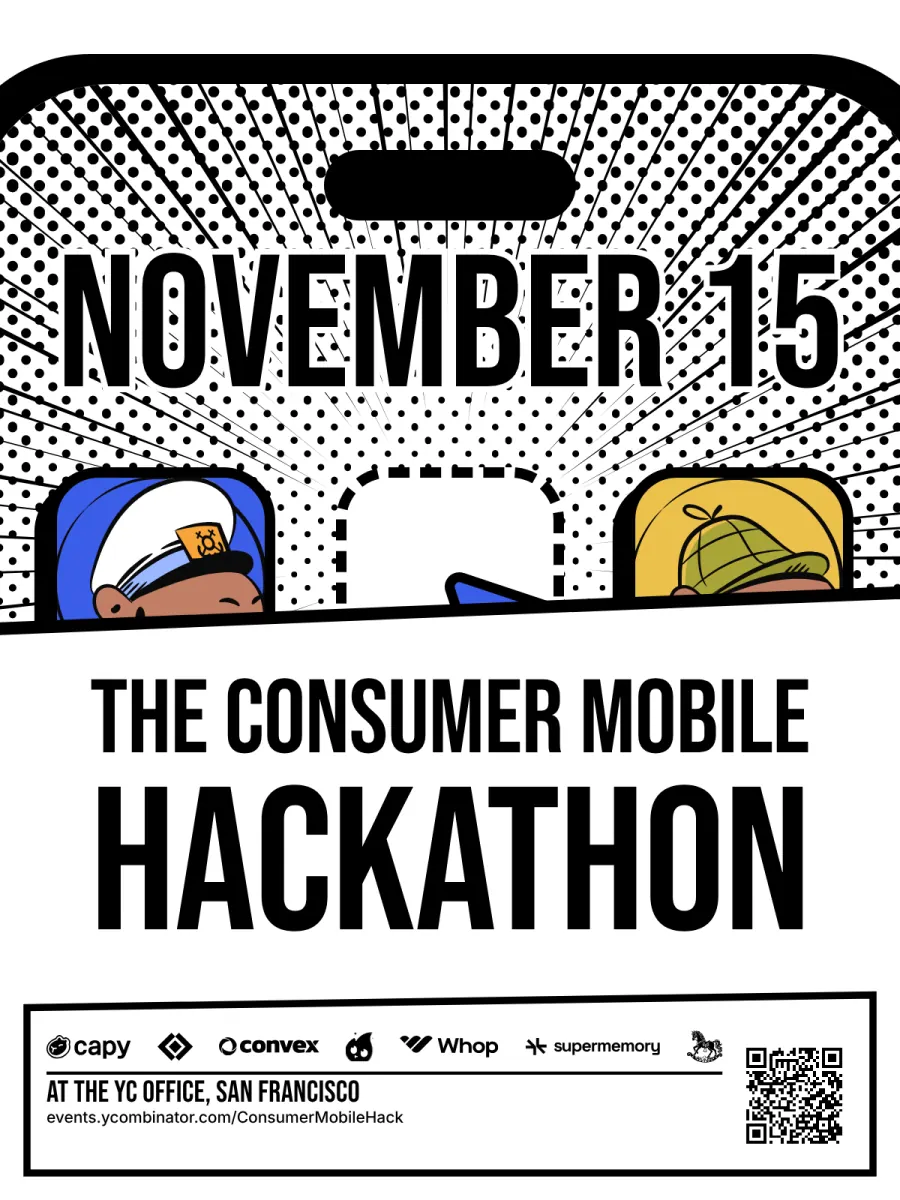 NOVEMBER 15
THE CONSUMER MOBILE
HACKATHON
capy convex Whop supermemory
AT THE YC OFFICE, SAN FRANCISCO
events.ycombinator.com/ConsumerMobileHack